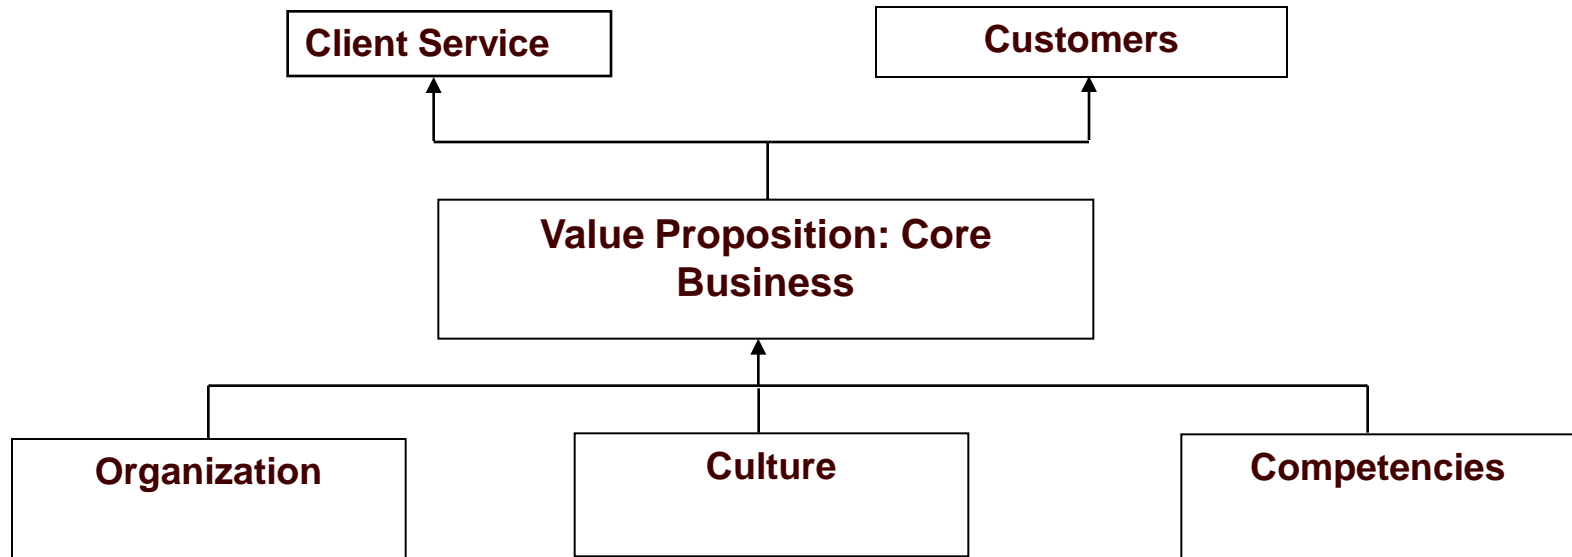 Client Service
Customers
Value Proposition: Core
Business
Organization
Culture
Competencies